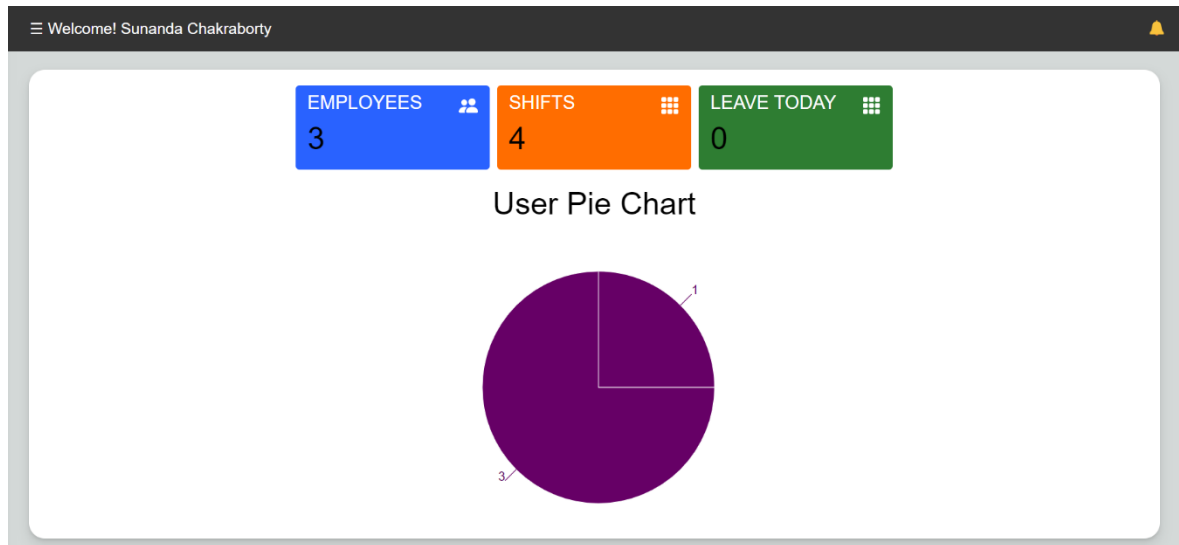 ☰ Welcome! Sunanda Chakraborty
EMPLOYEES
3
SHIFTS
4
LEAVE TODAY
0
User Pie Chart
1
3